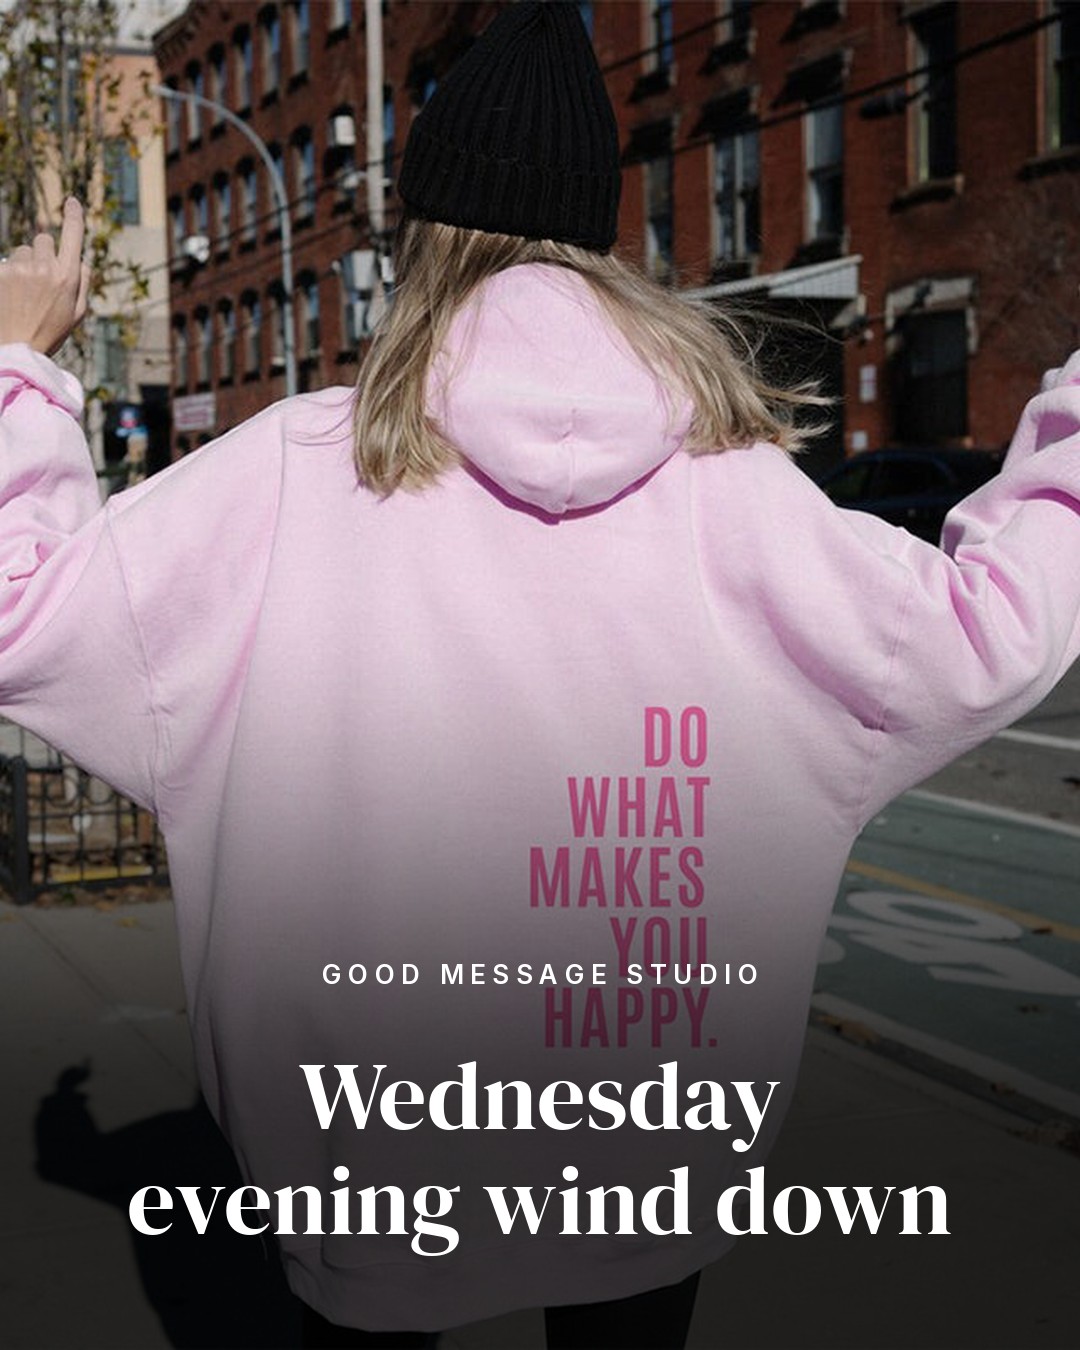 DO
WHAT
MAKES
YOU
GOOD MESSAGE STUDIO
HAPPY.
Wednesday
evening wind down